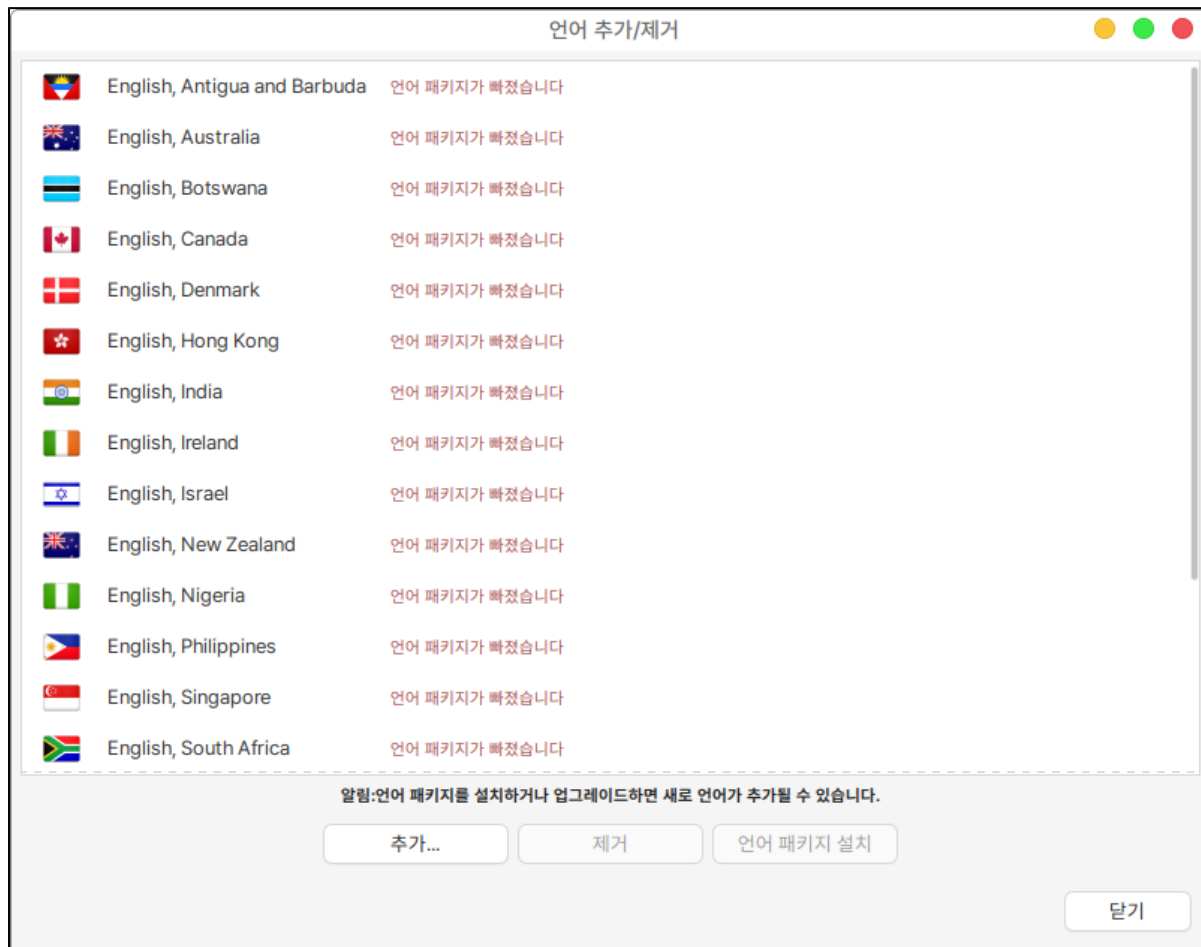 언어 추가/제거
English, Antigua and Barbuda 언어 패키지가 빠졌습니다
English, Australia 언어 패키지가 빠졌습니다
English, Botswana 언어 패키지가 빠졌습니다
English, Canada 언어 패키지가 빠졌습니다
English, Denmark 언어 패키지가 빠졌습니다
English, Hong Kong 언어 패키지가 빠졌습니다
English, India 언어 패키지가 빠졌습니다
English, Ireland 언어 패키지가 빠졌습니다
English, Israel 언어 패키지가 빠졌습니다
English, New Zealand 언어 패키지가 빠졌습니다
English, Nigeria 언어 패키지가 빠졌습니다
English, Philippines 언어 패키지가 빠졌습니다
English, Singapore 언어 패키지가 빠졌습니다
English, South Africa 언어 패키지가 빠졌습니다
알림:언어 패키지를 설치하거나 업그레이드하면 새로 언어가 추가될 수 있습니다.
추가... 제거 언어 패키지 설치
닫기